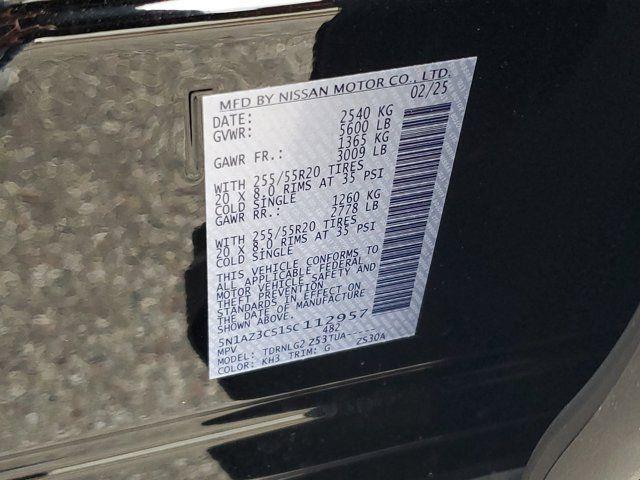 MFD BY NISSAN MOTOR CO., LTD.
DATE: 02/25
GVWR: 2540 KG
5600 LB
GAWR FR.: 1365 KG
3009 LB
WITH 255/55R20 TIRES
20 X 8.0 RIMS AT 35 PSI
COLD SINGLE
GAWR RR.: 1260 KG
2778 LB
WITH 255/55R20 TIRES
20 X 8.0 RIMS AT 35 PSI
COLD SINGLE
THIS VEHICLE CONFORMS TO
ALL APPLICABLE FEDERAL
MOTOR VEHICLE SAFETY AND
THEFT PREVENTION
STANDARDS IN EFFECT ON
THE DATE OF MANUFACTURE
SHOWN ABOVE.
5N1AZ3CS1SC112957
MPV 482
MODEL: TDRNLG2 Z53TUA-----
COLOR: KH3 TRIM: G ZS30A